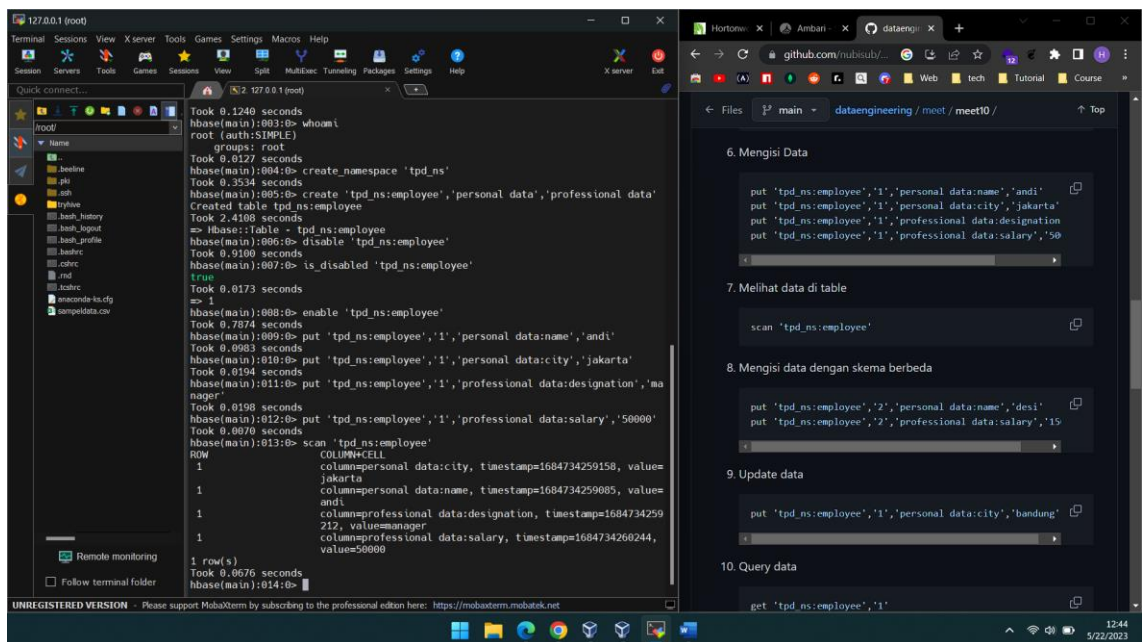 127.0.0.1 (root)
Terminal Sessions View X server Tools Games Settings Macros Help
Session Servers Tools Games Sessions View Split MultiExec Tunneling Packages Settings Help
X server Exit
Quick connect...
2. 127.0.0.1 (root)
/root/
Name
..
.beeline
.pki
.ssh
tryhive
.bash_history
.bash_logout
.bash_profile
.bashrc
.cshrc
.rnd
.tcshrc
anaconda-ks.cfg
sampeldata.csv
Remote monitoring
Follow terminal folder
Took 0.1240 seconds
hbase(main):003:0> whoami
root (auth:SIMPLE)
groups: root
Took 0.0127 seconds
hbase(main):004:0> create_namespace 'tpd_ns'
Took 0.3534 seconds
hbase(main):005:0> create 'tpd_ns:employee','personal data','professional data'
Created table tpd_ns:employee
Took 2.4108 seconds
=> Hbase::Table - tpd_ns:employee
hbase(main):006:0> disable 'tpd_ns:employee'
Took 0.9100 seconds
hbase(main):007:0> is_disabled 'tpd_ns:employee'
true
Took 0.0173 seconds
=> 1
hbase(main):008:0> enable 'tpd_ns:employee'
Took 0.7874 seconds
hbase(main):009:0> put 'tpd_ns:employee','1','personal data:name','andi'
Took 0.0983 seconds
hbase(main):010:0> put 'tpd_ns:employee','1','personal data:city','jakarta'
Took 0.0194 seconds
hbase(main):011:0> put 'tpd_ns:employee','1','professional data:designation','ma
nager'
Took 0.0198 seconds
hbase(main):012:0> put 'tpd_ns:employee','1','professional data:salary','50000'
Took 0.0070 seconds
hbase(main):013:0> scan 'tpd_ns:employee'
ROW COLUMN+CELL
1 column=personal data:city, timestamp=1684734259158, value=
jakarta
1 column=personal data:name, timestamp=1684734259085, value=
andi
1 column=professional data:designation, timestamp=1684734259
212, value=manager
1 column=professional data:salary, timestamp=1684734260244,
value=50000
1 row(s)
Took 0.0676 seconds
hbase(main):014:0>
UNREGISTERED VERSION - Please support MobaXterm by subscribing to the professional edition here: https://mobaxterm.mobatek.net
Hortonwo Ambari - dataengi
github.com/nubisub/...
12
H
Web tech Tutorial Course
Files main dataengineering / meet / meet10 / Top
6. Mengisi Data
put 'tpd_ns:employee','1','personal data:name','andi'
put 'tpd_ns:employee','1','personal data:city','jakarta'
put 'tpd_ns:employee','1','professional data:designation
put 'tpd_ns:employee','1','professional data:salary','50
7. Melihat data di table
scan 'tpd_ns:employee'
8. Mengisi data dengan skema berbeda
put 'tpd_ns:employee','2','personal data:name','desi'
put 'tpd_ns:employee','2','professional data:salary','15
9. Update data
put 'tpd_ns:employee','1','personal data:city','bandung'
10. Query data
get 'tpd_ns:employee','1'
12:44
5/22/2023